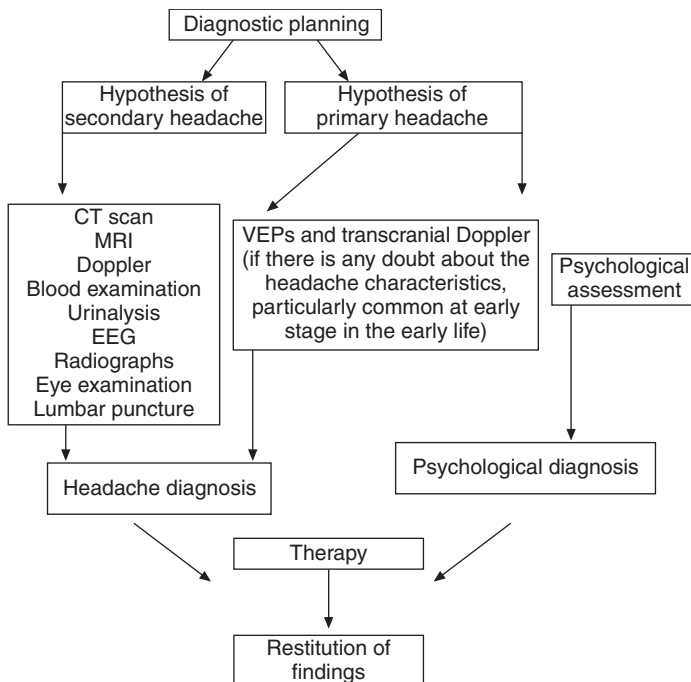 Diagnostic planning
Hypothesis of
secondary headache
Hypothesis of
primary headache
CT scan
MRI
Doppler
Blood examination
Urinalysis
EEG
Radiographs
Eye examination
Lumbar puncture
VEPs and transcranial Doppler
(if there is any doubt about the
headache characteristics,
particularly common at early
stage in the early life)
Psychological
assessment
Headache diagnosis
Psychological diagnosis
Therapy
Restitution of
findings